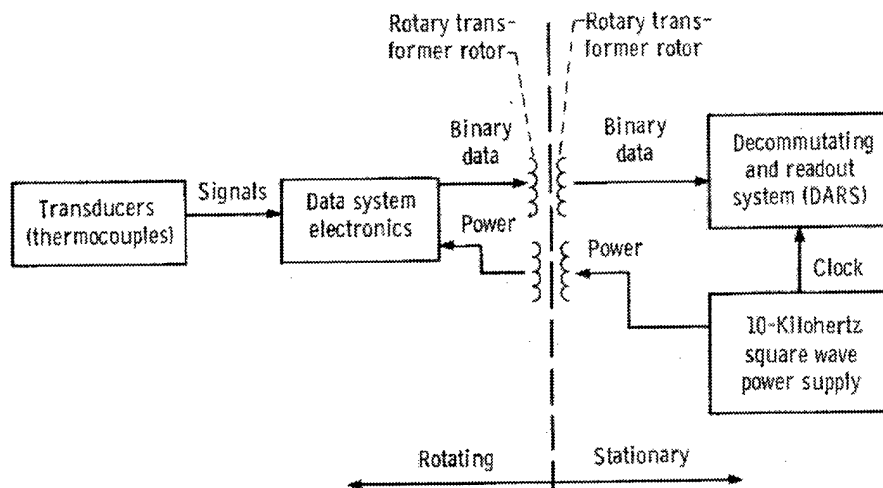 Rotary trans-
former rotor
Rotary trans-
former rotor
Binary
data
Binary
data
Decommutating
and readout
system (DARS)
Signals
Transducers
(thermocouples)
Data system
electronics
Power
Power
Clock
10-Kilohertz
square wave
power supply
Rotating
Stationary